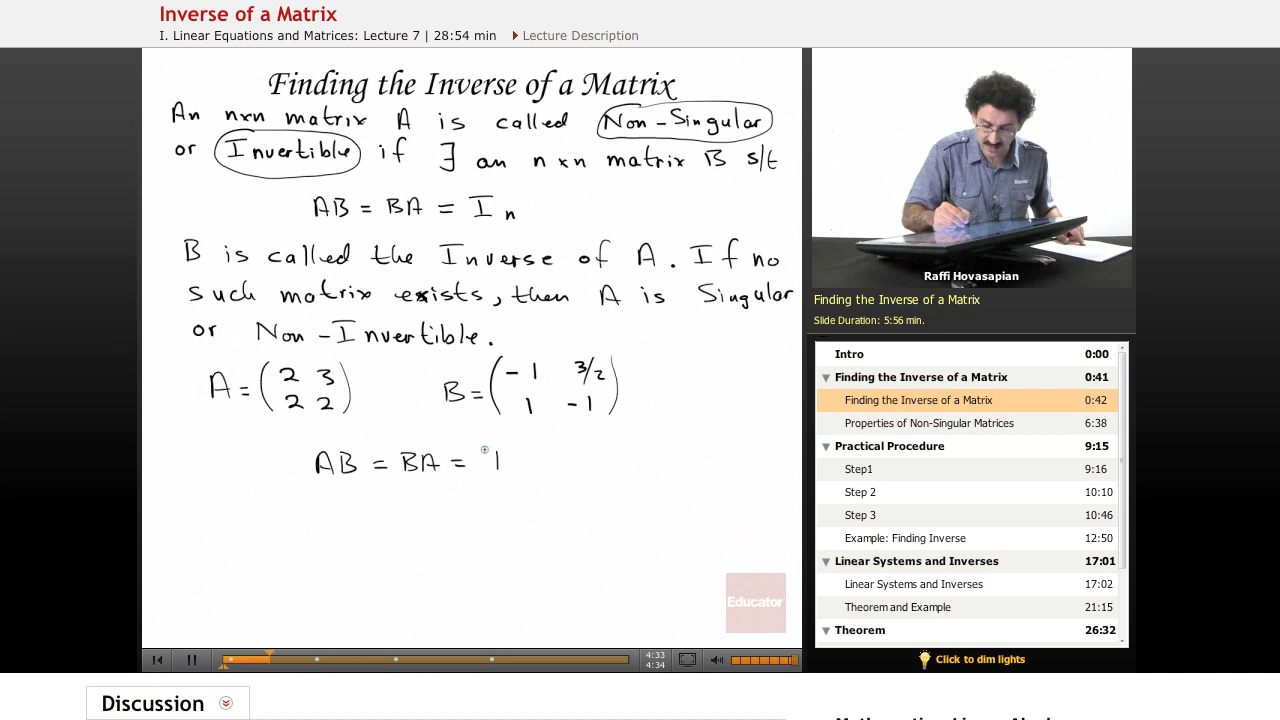 Inverse of a Matrix
I. Linear Equations and Matrices: Lecture 7 | 28:54 min
Lecture Description
Finding the Inverse of a Matrix
An nxn matrix A is called Non-Singular
or Invertible if ∃ an nxn matrix B s/t
AB = BA = I n
B is called the Inverse of A. If no
such matrix exists, then A is Singular
or Non-Invertible.
A = (2 3
2 2)
B = (-1 3/2
1 -1)
AB = BA =
Educator
4:33
4:34
Raffi Hovasapian
Finding the Inverse of a Matrix
Slide Duration: 5:56 min.
Intro 0:00
Finding the Inverse of a Matrix 0:41
Finding the Inverse of a Matrix 0:42
Properties of Non-Singular Matrices 6:38
Practical Procedure 9:15
Step1 9:16
Step 2 10:10
Step 3 10:46
Example: Finding Inverse 12:50
Linear Systems and Inverses 17:01
Linear Systems and Inverses 17:02
Theorem and Example 21:15
Theorem 26:32
Click to dim lights
Discussion